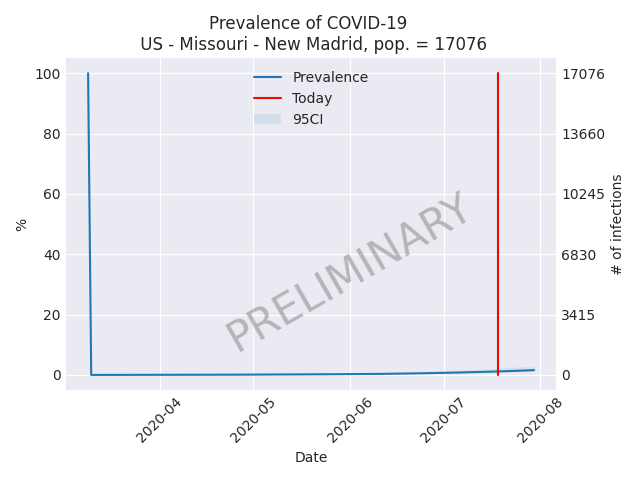 Prevalence of COVID-19
US - Missouri - New Madrid, pop. = 17076
Prevalence
Today
95CI
100
80
60
40
20
0
%
17076
13660
10245
6830
3415
0
# of infections
PRELIMINARY
2020-04
2020-05
2020-06
2020-07
2020-08
Date